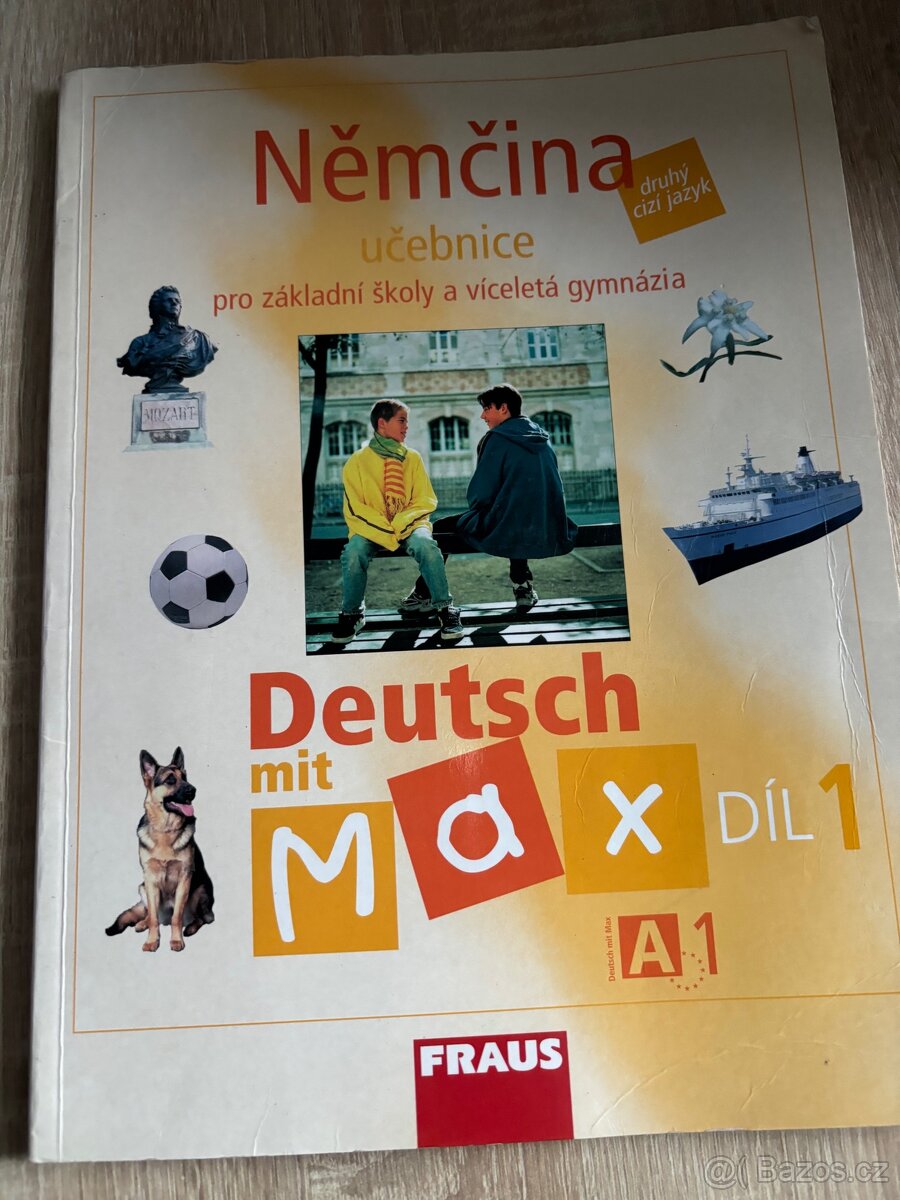 Němčina
druhý
cizí jazyk
učebnice
pro základní školy a víceletá gymnázia
MOZART
Deutsch
mit
Max DÍL 1
Deutsch mit Max
A1
FRAUS
@( Bazos.cz